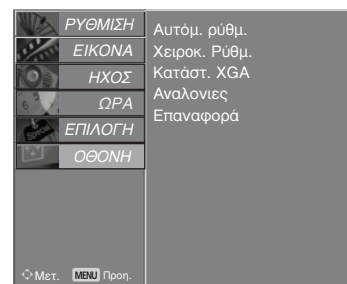 ΡΥΘΜΙΣΗ
ΕΙΚΟΝΑ
ΗΧΟΣ
ΩΡΑ
ΕΠΙΛΟΓΗ
ΟΘΟΝΗ
Αυτόμ. ρύθμ.
Χειροκ. Ρύθμ.
Κατάστ. XGA
Αναλονιες
Επαναφορά
Μετ. MENU Προη.